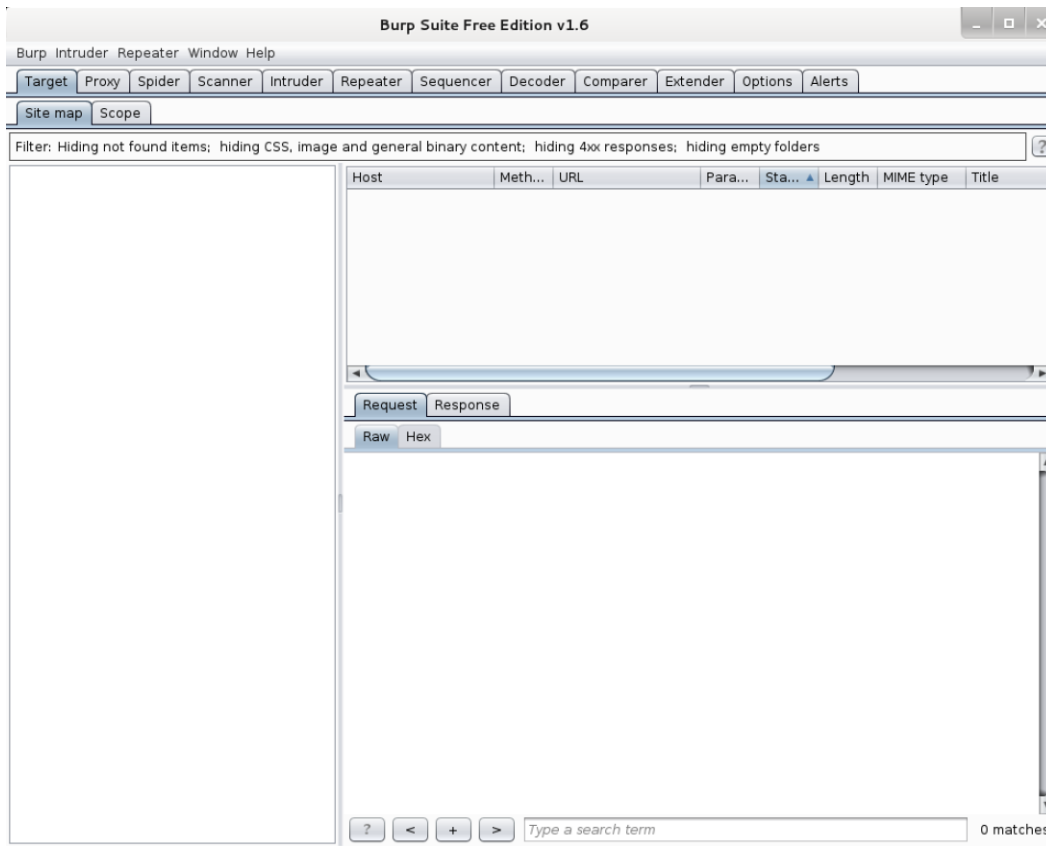 Burp Suite Free Edition v1.6
Burp Intruder Repeater Window Help
Target Proxy Spider Scanner Intruder Repeater Sequencer Decoder Comparer Extender Options Alerts
Site map Scope
Filter: Hiding not found items; hiding CSS, image and general binary content; hiding 4xx responses; hiding empty folders
?
Host Meth... URL Para... Sta... Length MIME type Title
Request Response
Raw Hex
? < + > Type a search term 0 matches